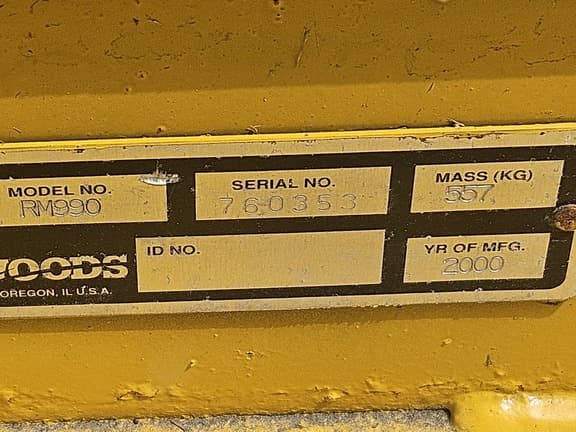 MODEL NO. SERIAL NO. MASS (KG)
RM990 760353 557
WOODS ID NO. YR OF MFG.
OREGON, IL U.S.A. 2000